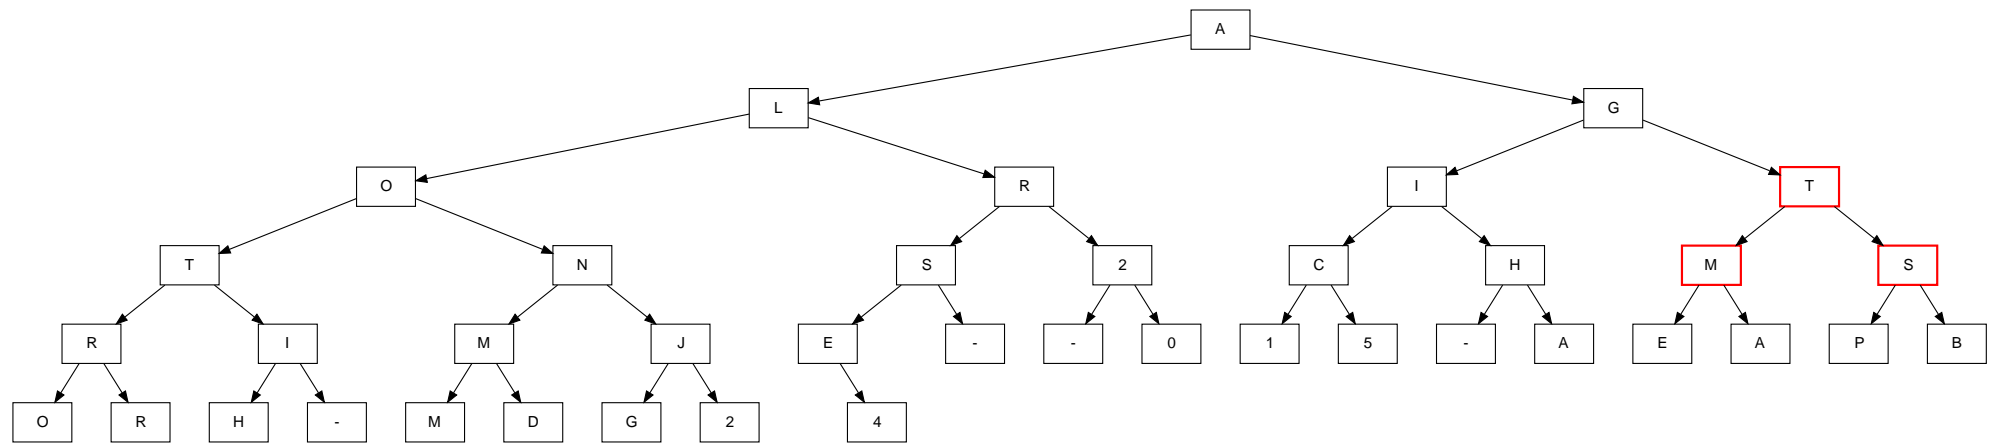 A
L G
O R I T
T N S 2 C H M S
R I M J E - - 0 1 5 - A E A P B
O R H - M D G 2 4